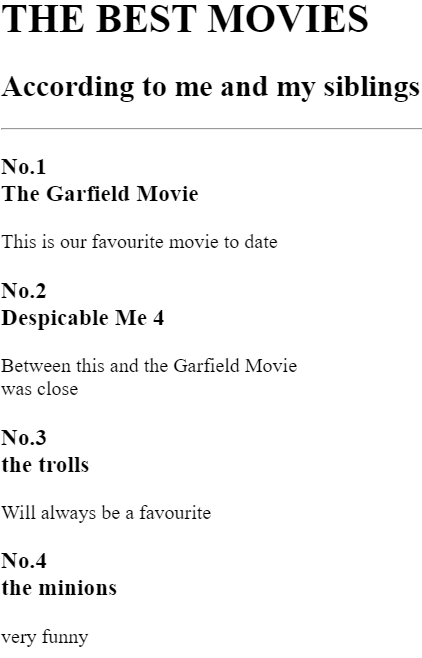 THE BEST MOVIES
According to me and my siblings
No.1
The Garfield Movie
This is our favourite movie to date
No.2
Despicable Me 4
Between this and the Garfield Movie
was close
No.3
the trolls
Will always be a favourite
No.4
the minions
very funny